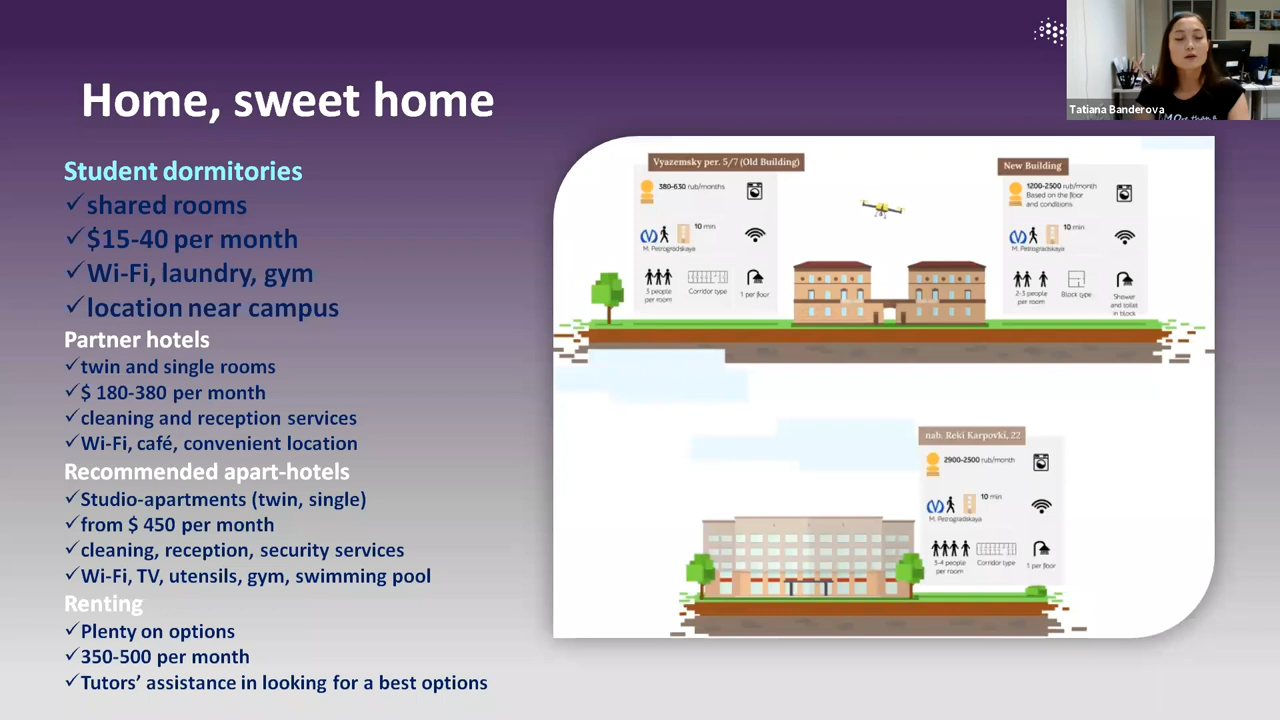 Home, sweet home
Student dormitories
✓shared rooms
✓$15-40 per month
✓Wi-Fi, laundry, gym
✓location near campus
Partner hotels
✓twin and single rooms
✓$ 180-380 per month
✓cleaning and reception services
✓Wi-Fi, café, convenient location
Recommended apart-hotels
✓Studio-apartments (twin, single)
✓from $ 450 per month
✓cleaning, reception, security services
✓Wi-Fi, TV, utensils, gym, swimming pool
Renting
✓Plenty on options
✓350-500 per month
✓Tutors’ assistance in looking for a best options
Vyazemsky per. 5/7 (Old Building)
380-630 rub/months
10 min
M. Petrogradskaya
3 people
per room
Corridor type
1 per floor
New Building
1200-2500 rub/month
Based on the floor
and conditions
10 min
M. Petrogradskaya
2-3 people
per room
Block type
Shower
and toilet
in block
nab. Reki Karpovki, 22
2900-2500 rub/month
10 min
M. Petrogradskaya
3-4 people
per room
Corridor type
1 per floor
Tatiana Banderova